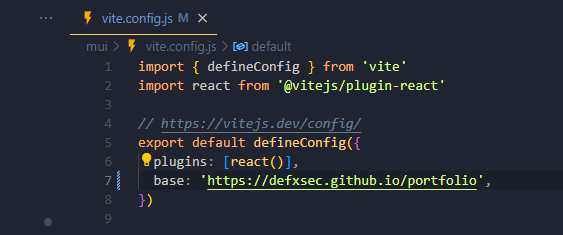 ... vite.config.js M ×
mui > vite.config.js > default
1 import { defineConfig } from 'vite'
2 import react from '@vitejs/plugin-react'
3
4 // https://vitejs.dev/config/
5 export default defineConfig({
6 plugins: [react()],
7 base: 'https://defxsec.github.io/portfolio',
8 })
9